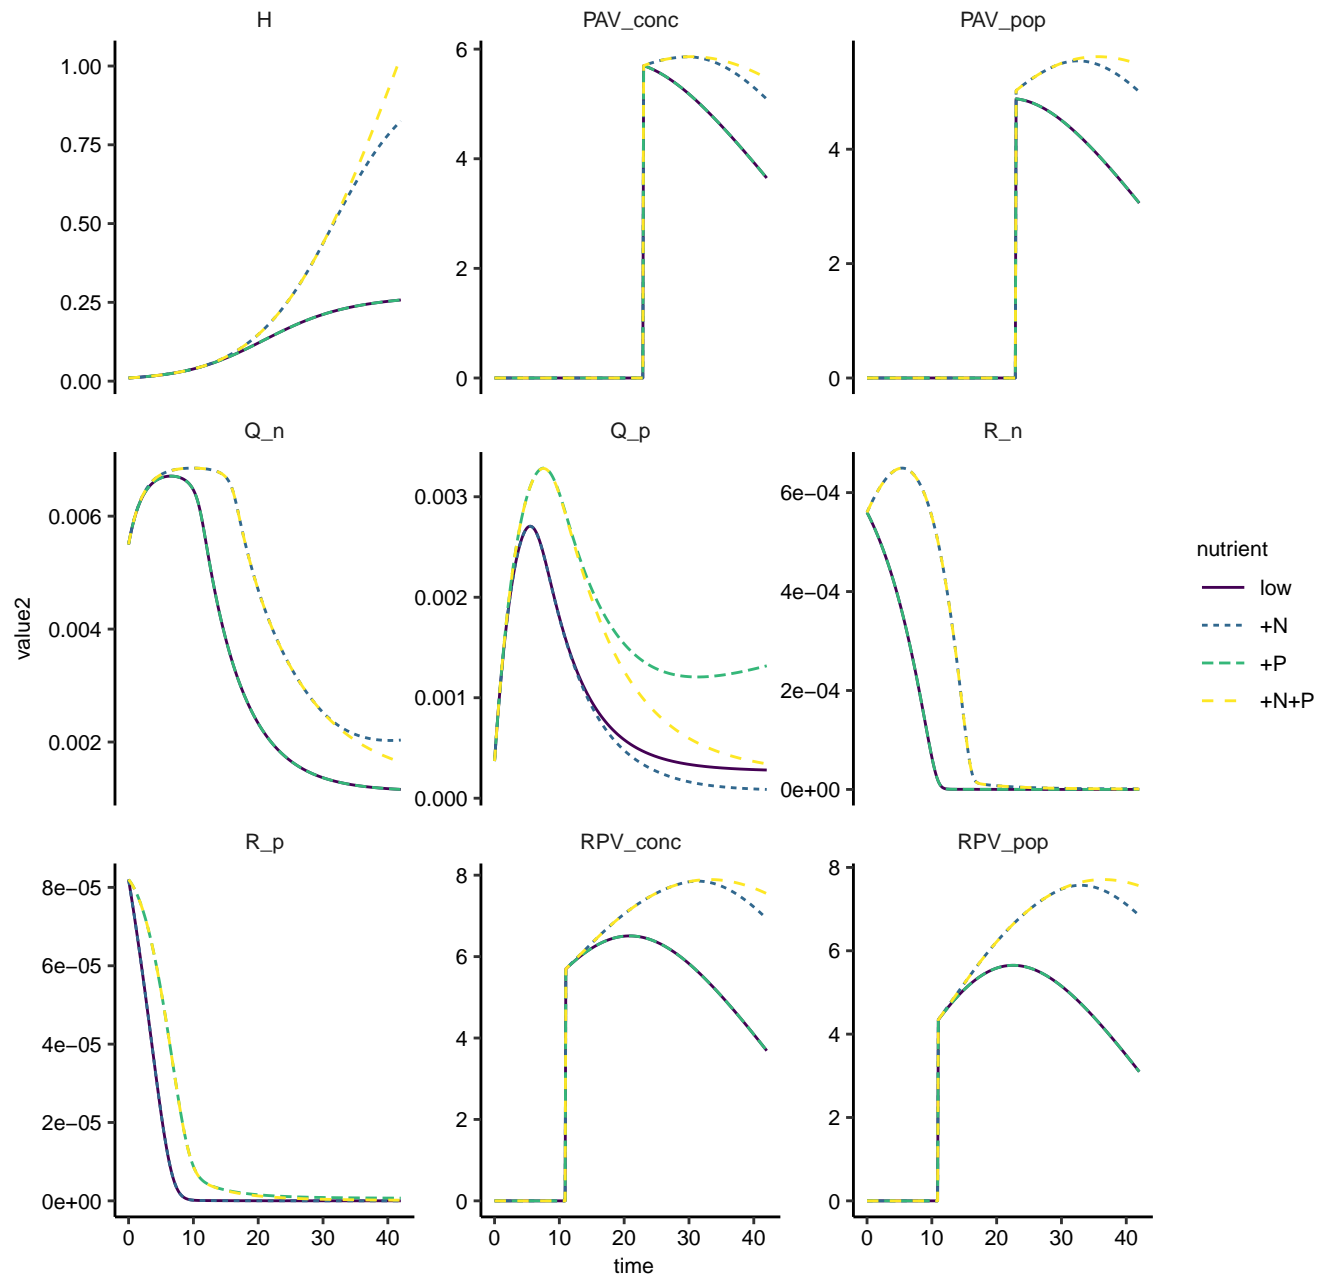 H
PAV_conc
PAV_pop
1.00
0.75
0.50
0.25
0.00
6
4
2
0
4
2
0
Q_n
Q_p
R_n
0.006
0.004
0.002
0.003
0.002
0.001
0.000
6e−04
4e−04
2e−04
0e+00
value2
nutrient
low
+N
+P
+N+P
R_p
RPV_conc
RPV_pop
8e−05
6e−05
4e−05
2e−05
0e+00
8
6
4
2
0
8
6
4
2
0
0 10 20 30 40
0 10 20 30 40
0 10 20 30 40
time